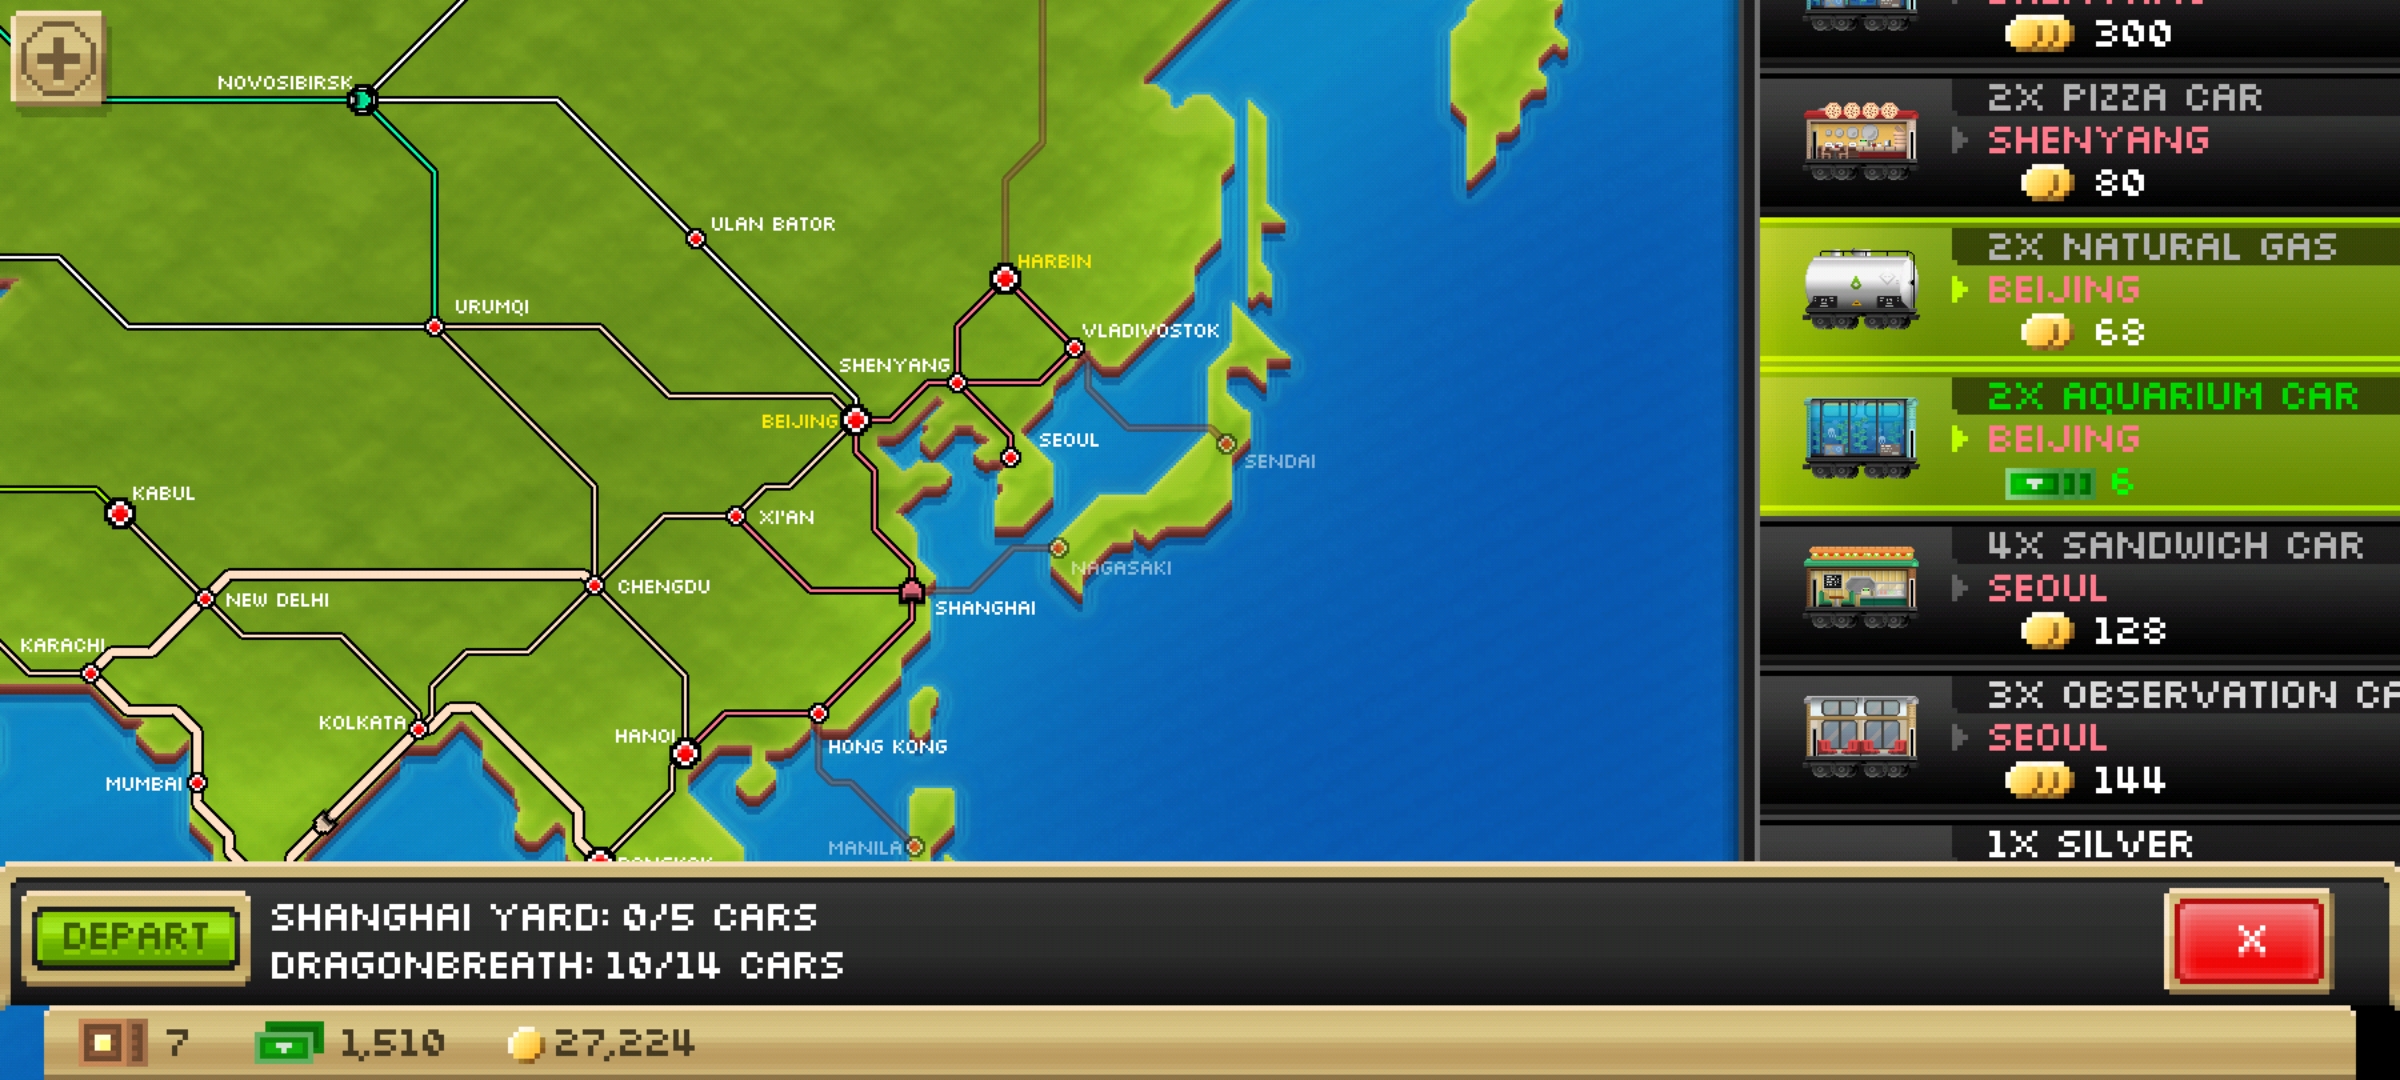 300
NOVOSIBIRSK
2X PIZZA CAR
SHENYANG
80
ULAN BATOR
2X NATURAL GAS
BEIJING
68
HARBIN
URUMQI
VLADIVOSTOK
SHENYANG
2X AQUARIUM CAR
BEIJING
6
BEIJING
SEOUL
SENDAI
KABUL
XI'AN
4X SANDWICH CAR
SEOUL
128
NAGASAKI
CHENGDU
NEW DELHI
SHANGHAI
KARACHI
3X OBSERVATION CA
SEOUL
144
KOLKATA
HANOI
HONG KONG
MUMBAI
MANILA
1X SILVER
DEPART
SHANGHAI YARD: 0/5 CARS
DRAGONBREATH: 10/14 CARS
X
7
1,510
27,224